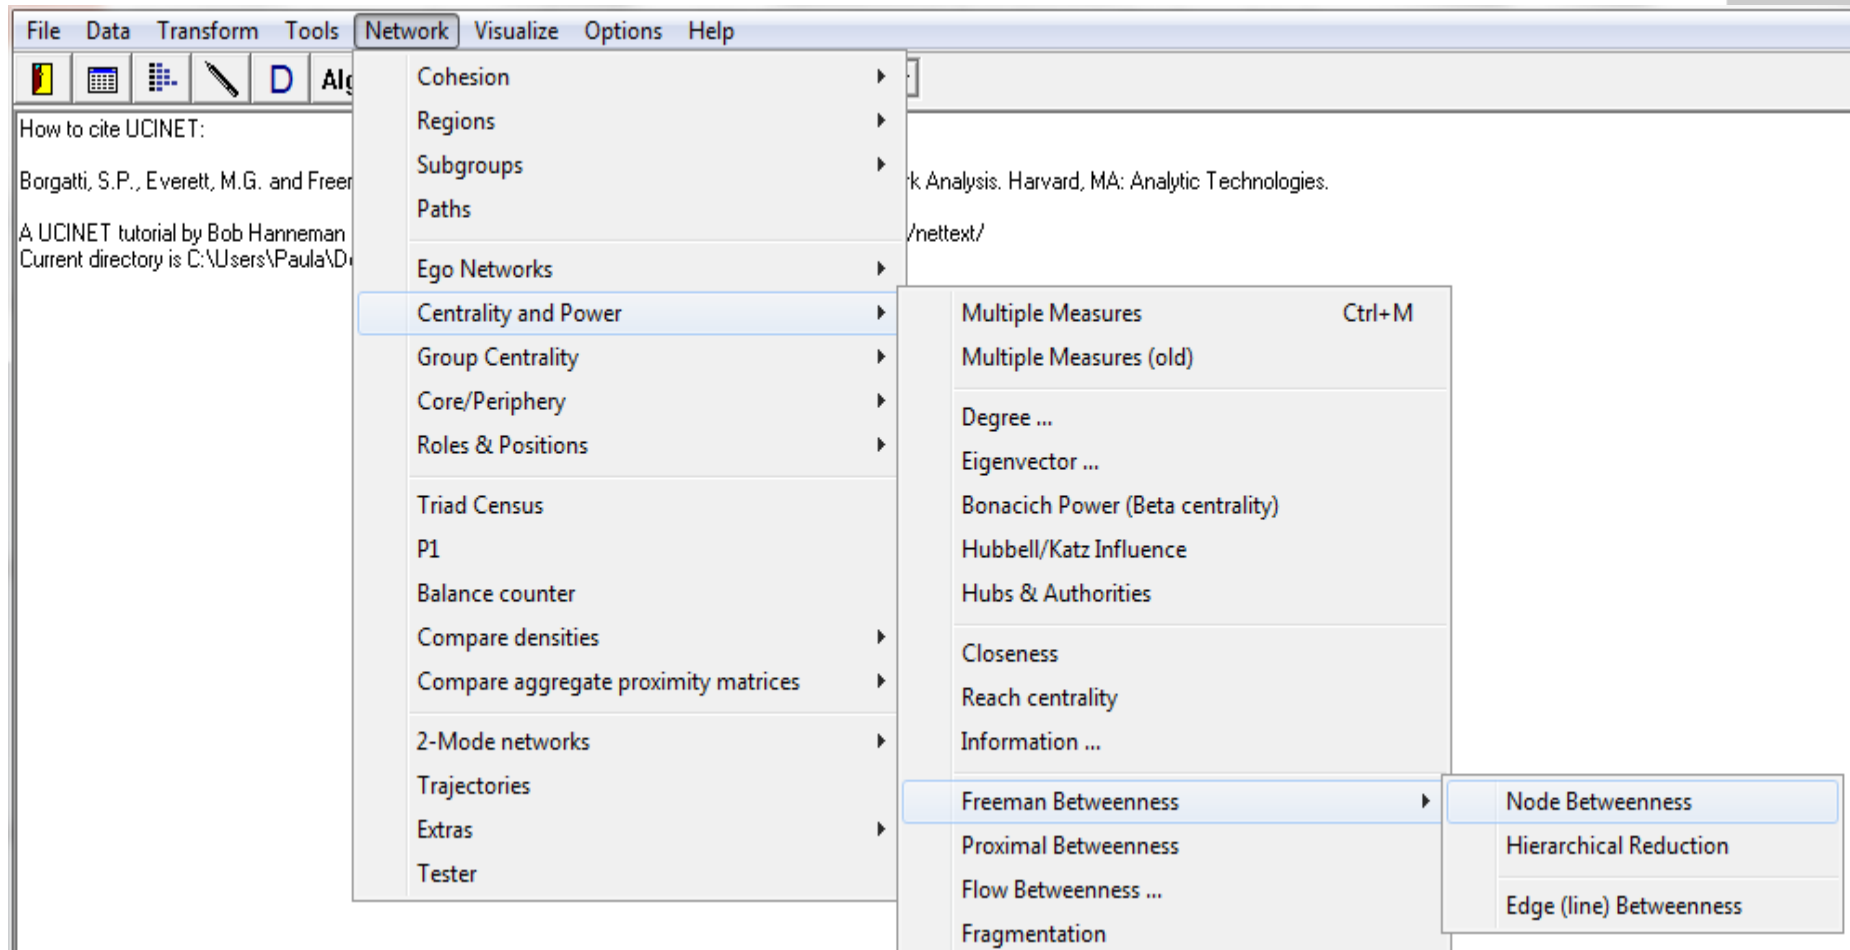 File Data Transform Tools Network Visualize Options Help
D
How to cite UCINET:
Borgatti, S.P., Everett, M.G. and Analysis. Harvard, MA: Analytic Technologies.
A UCINET tutorial by Bob Hanneman /nettext/
Current directory is C:\Users\Paula\
Cohesion
Regions
Subgroups
Paths
Ego Networks
Centrality and Power
Group Centrality
Core/Periphery
Roles & Positions
Triad Census
P1
Balance counter
Compare densities
Compare aggregate proximity matrices
2-Mode networks
Trajectories
Extras
Tester
Multiple Measures Ctrl+M
Multiple Measures (old)
Degree ...
Eigenvector ...
Bonacich Power (Beta centrality)
Hubbell/Katz Influence
Hubs & Authorities
Closeness
Reach centrality
Information ...
Freeman Betweenness
Proximal Betweenness
Flow Betweenness ...
Fragmentation
Node Betweenness
Hierarchical Reduction
Edge (line) Betweenness